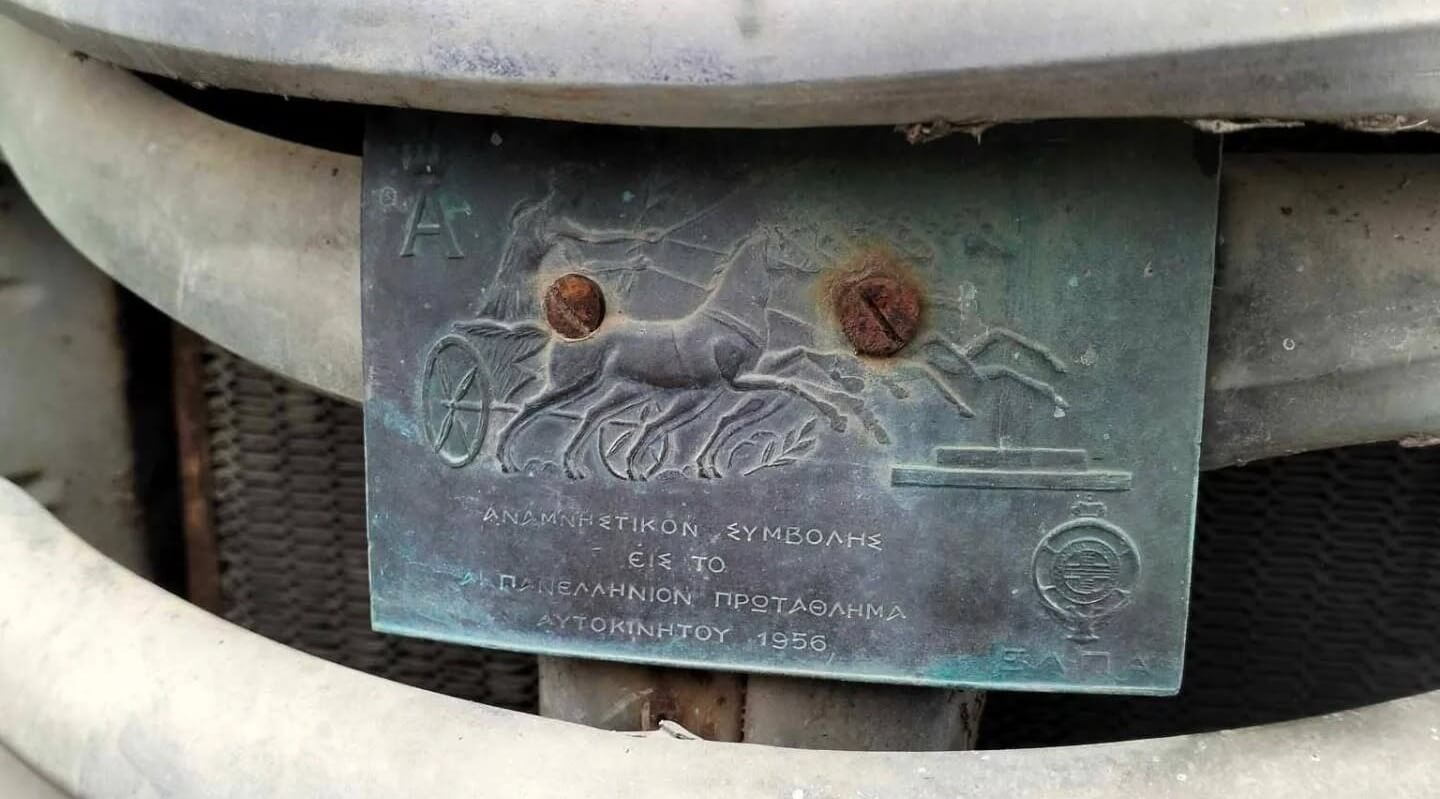 Α
ΑΝΑΜΝΗΣΤΙΚΟΝ ΣΥΜΒΟΛΗΣ
ΕΙΣ ΤΟ
Α' ΠΑΝΕΛΛΗΝΙΟΝ ΠΡΩΤΑΘΛΗΜΑ
ΑΥΤΟΚΙΝΗΤΟΥ 1956
ΕΛΠΑ